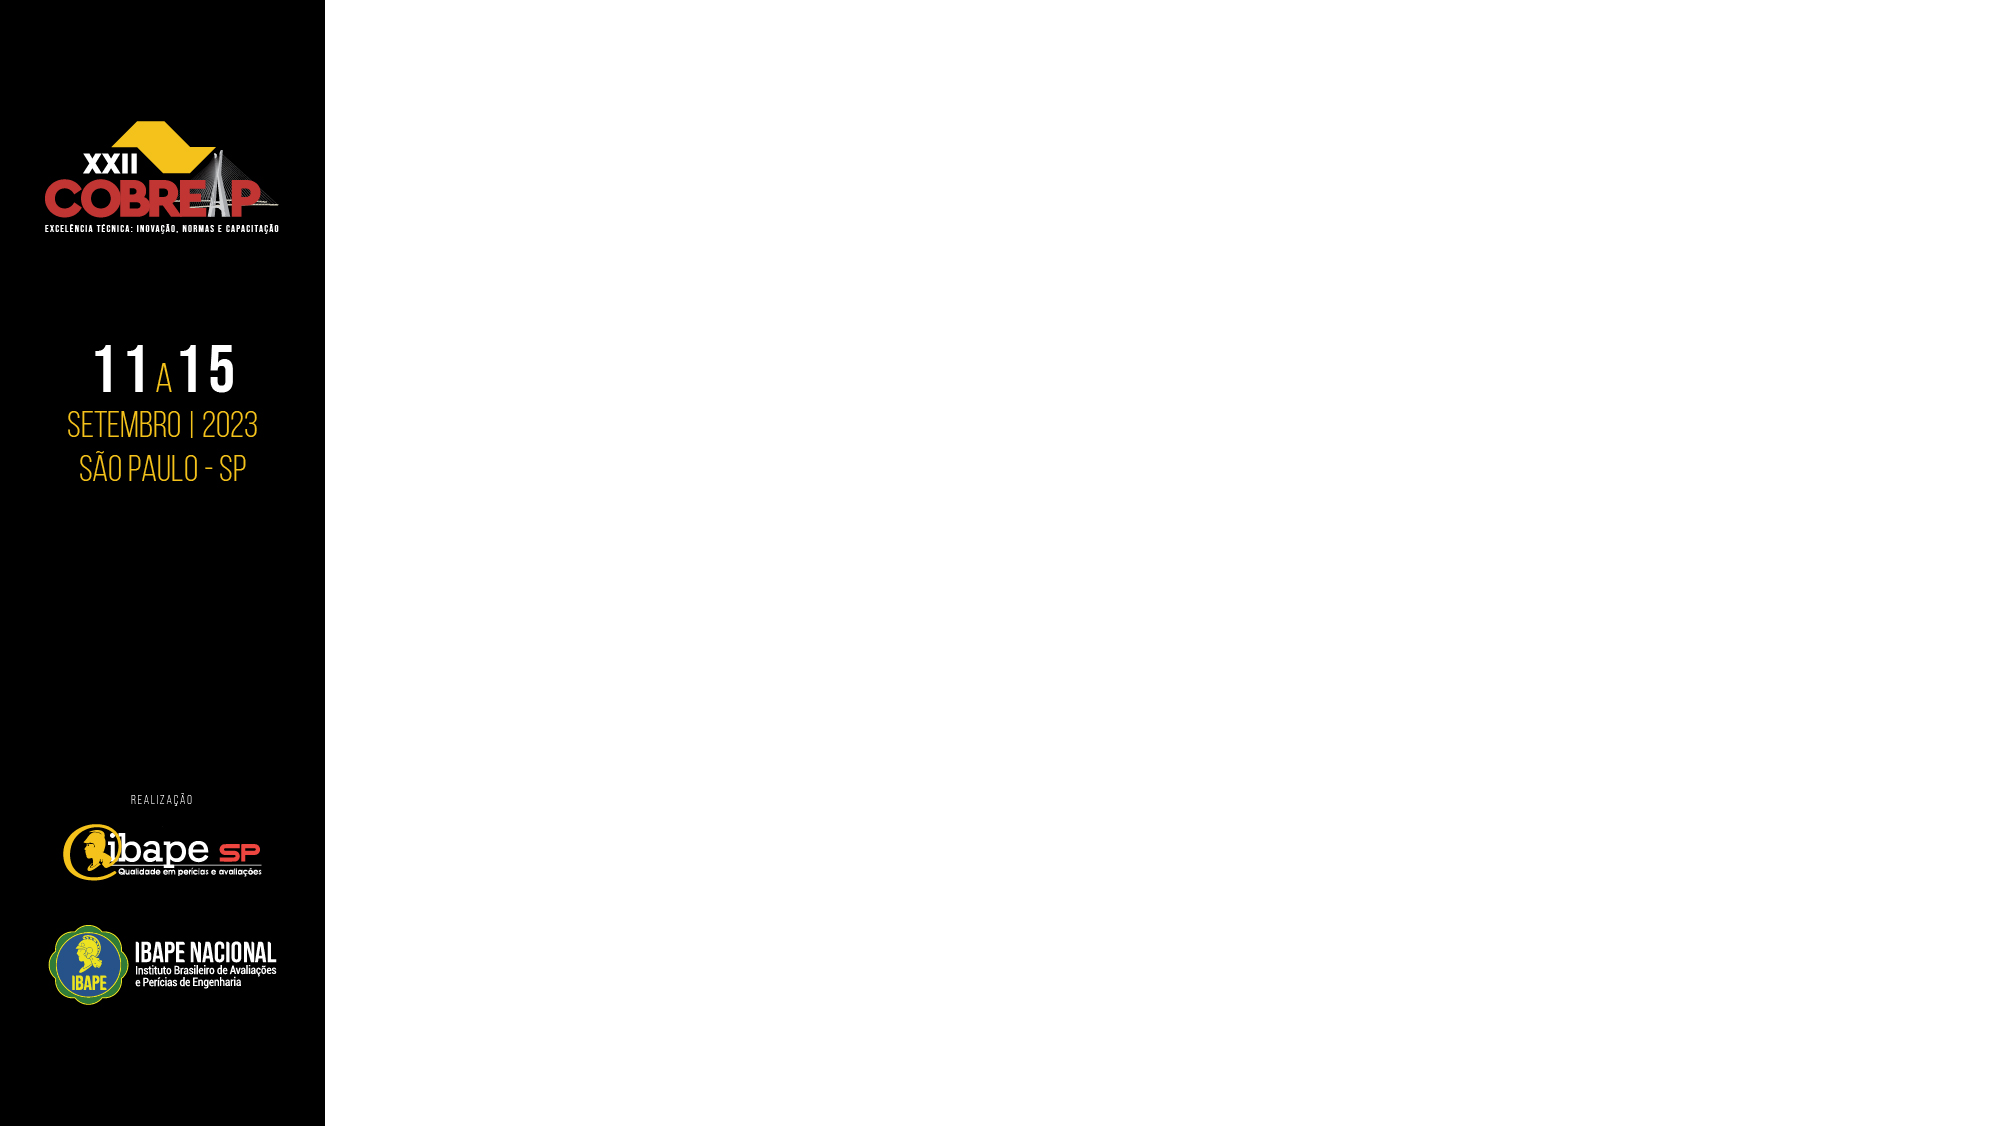 XXII
COBREAP
EXCELÊNCIA TÉCNICA: INOVAÇÃO, NORMAS E CAPACITAÇÃO
11 A 15
SETEMBRO | 2023
SÃO PAULO - SP
REALIZAÇÃO
ibape SP
Qualidade em perícias e avaliações
IBAPE
IBAPE NACIONAL
Instituto Brasileiro de Avaliações
e Perícias de Engenharia